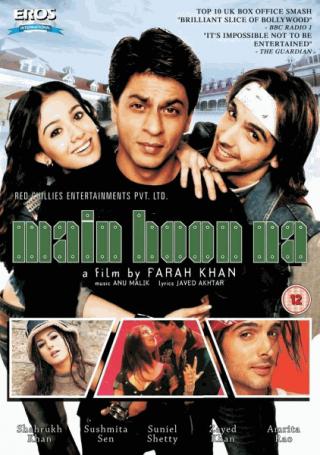 EROS
INTERNATIONAL
TOP 10 UK BOX OFFICE SMASH
"BRILLIANT SLICE OF BOLLYWOOD"
- BBC RADIO 1
"IT'S IMPOSSIBLE NOT TO BE
ENTERTAINED"
- THE GUARDIAN
RED CHILLIES ENTERTAINMENTS PVT. LTD.
main hoon na
a film by FARAH KHAN
music ANU MALIK lyrics JAVED AKHTAR
12
Shahrukh Khan
Sushmita Sen
Suniel Shetty
Zayed Khan
Amrita Rao